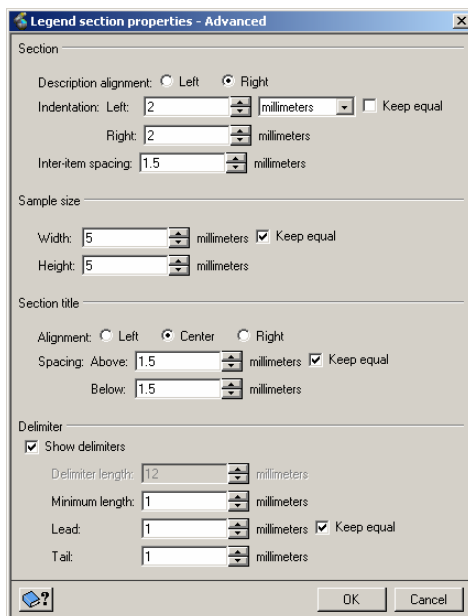 Legend section properties - Advanced
Section
Description alignment: Left Right
Indentation: Left: 2 millimeters Keep equal
Right: 2 millimeters
Inter-item spacing: 1.5 millimeters
Sample size
Width: 5 millimeters Keep equal
Height: 5 millimeters
Section title
Alignment: Left Center Right
Spacing: Above: 1.5 millimeters Keep equal
Below: 1.5 millimeters
Delimiter
Show delimiters
Delimiter length: 12 millimeters
Minimum length: 1 millimeters
Lead: 1 millimeters Keep equal
Tail: 1 millimeters
? OK Cancel